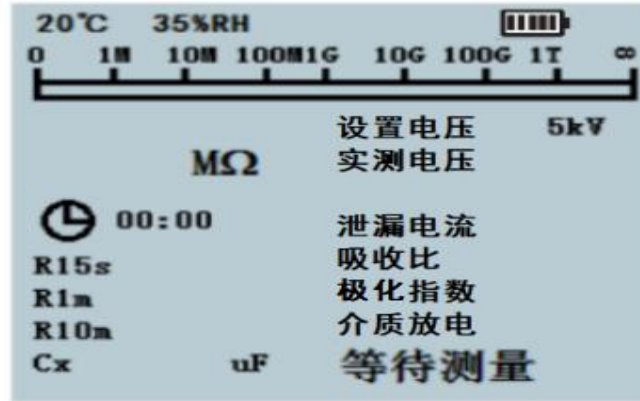 20℃ 35%RH
0 1M 10M 100M 1G 10G 100G 1T ∞
设置电压 5kV
MΩ 实测电压
00:00 泄漏电流
R15s 吸收比
R1m 极化指数
R10m 介质放电
Cx uF 等待测量